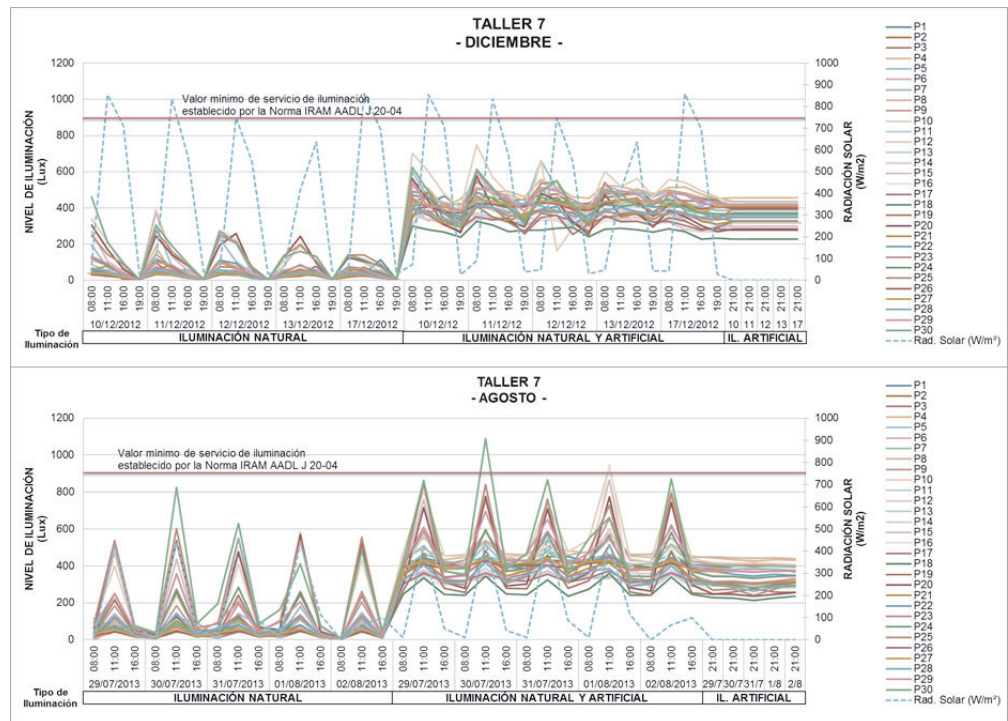 TALLER 7
- DICIEMBRE -
NIVEL DE ILUMINACIÓN
(Lux)
1200
1000
800
600
400
200
0
Valor mínimo de servicio de iluminación
establecido por la Norma IRAM AADL J 20-04
RADIACIÓN SOLAR
(W/m2)
1000
900
800
700
600
500
400
300
200
100
0
08:00 11:00 16:00 19:00 08:00 11:00 16:00 19:00 08:00 11:00 16:00 19:00 08:00 11:00 16:00 19:00 08:00 11:00 16:00 19:00 08:00 11:00 16:00 19:00 08:00 11:00 16:00 19:00 08:00 11:00 16:00 19:00 08:00 11:00 16:00 19:00 08:00 11:00 16:00 19:00 21:00 21:00 21:00 21:00 21:00
10/12/2012 11/12/2012 12/12/2012 13/12/2012 17/12/2012 10/12/12 11/12/12 12/12/12 13/12/2012 17/12/2012 10 11 12 13 17
Tipo de
Iluminación
ILUMINACIÓN NATURAL ILUMINACIÓN NATURAL Y ARTIFICIAL IL. ARTIFICIAL
P1
P2
P3
P4
P5
P6
P7
P8
P9
P10
P11
P12
P13
P14
P15
P16
P17
P18
P19
P20
P21
P22
P23
P24
P25
P26
P27
P28
P29
P30
Rad. Solar (W/m²)
TALLER 7
- AGOSTO -
NIVEL DE ILUMINACIÓN
(Lux)
1200
1000
800
600
400
200
0
Valor mínimo de servicio de iluminación
establecido por la Norma IRAM AADL J 20-04
RADIACIÓN SOLAR
(W/m2)
1000
900
800
700
600
500
400
300
200
100
0
08:00 11:00 16:00 08:00 11:00 16:00 08:00 11:00 16:00 08:00 11:00 16:00 08:00 11:00 16:00 08:00 11:00 16:00 08:00 11:00 16:00 08:00 11:00 16:00 08:00 11:00 16:00 08:00 11:00 16:00 21:00 21:00 21:00 21:00 21:00
29/07/2013 30/07/2013 31/07/2013 01/08/2013 02/08/2013 29/07/2013 30/07/2013 31/07/2013 01/08/2013 02/08/2013 29/7 30/7 31/7 1/8 2/8
Tipo de
Iluminación
ILUMINACIÓN NATURAL ILUMINACIÓN NATURAL Y ARTIFICIAL IL. ARTIFICIAL
P1
P2
P3
P4
P5
P6
P7
P8
P9
P10
P11
P12
P13
P14
P15
P16
P17
P18
P19
P20
P21
P22
P23
P24
P25
P26
P27
P28
P29
P30
Rad. Solar (W/m²)